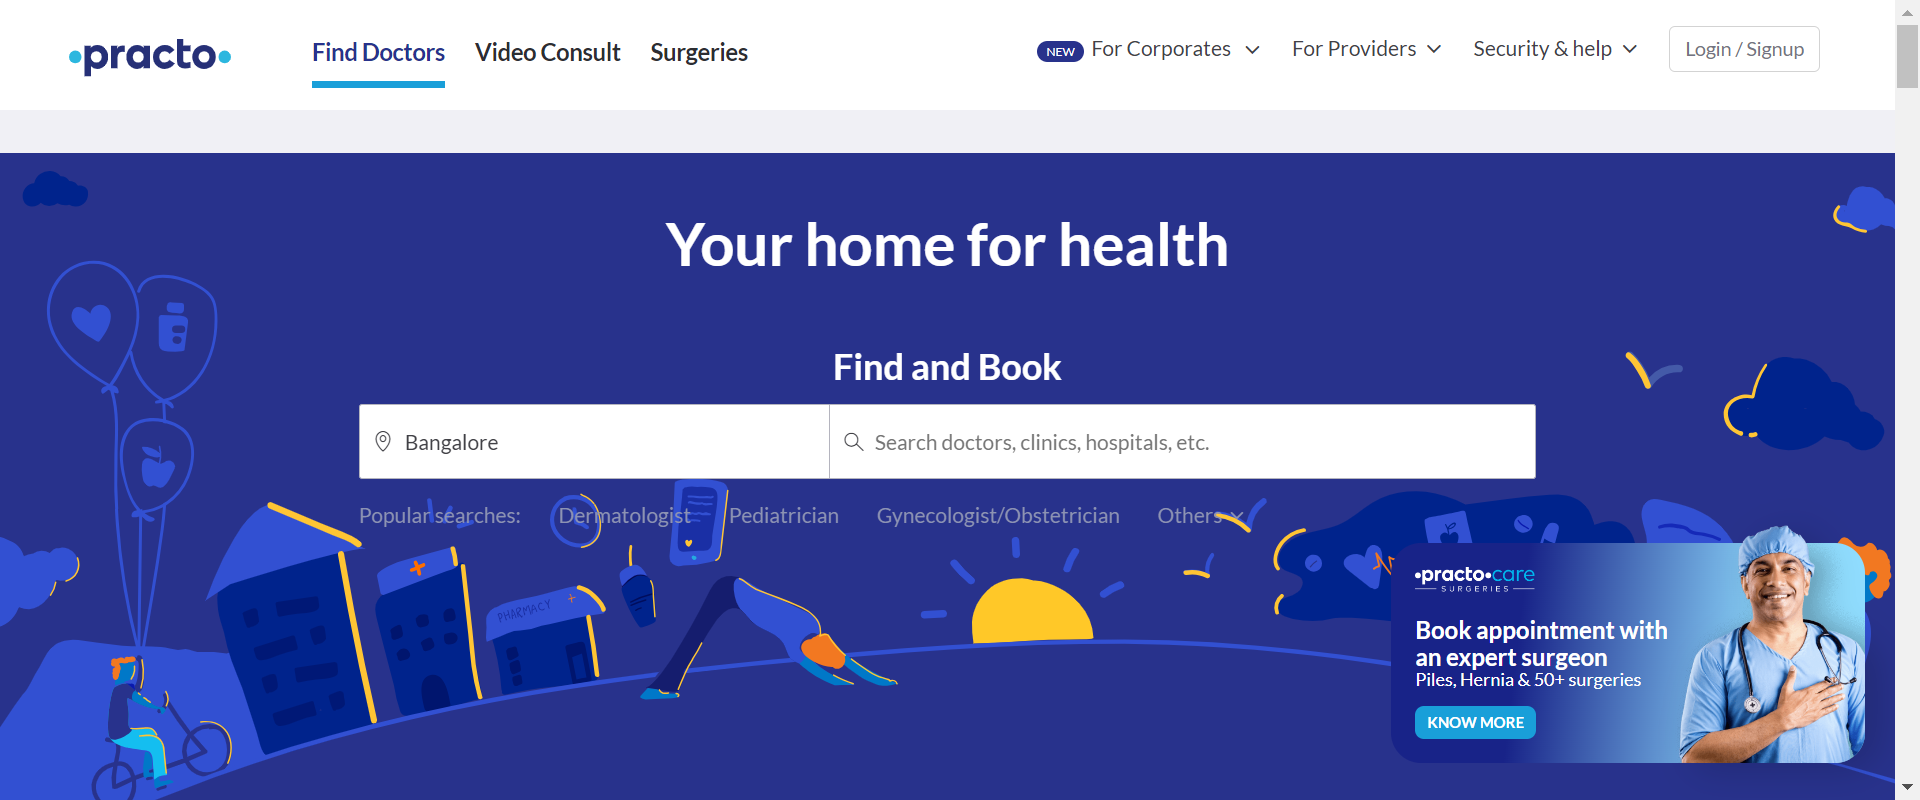 practo
Find Doctors
Video Consult
Surgeries
NEW For Corporates
For Providers
Security & help
Login / Signup
Your home for health
Find and Book
Bangalore
Search doctors, clinics, hospitals, etc.
Popular searches: Dermatologist Pediatrician Gynecologist/Obstetrician Others
PHARMACY
practo care
SURGERIES
Book appointment with
an expert surgeon
Piles, Hernia & 50+ surgeries
KNOW MORE